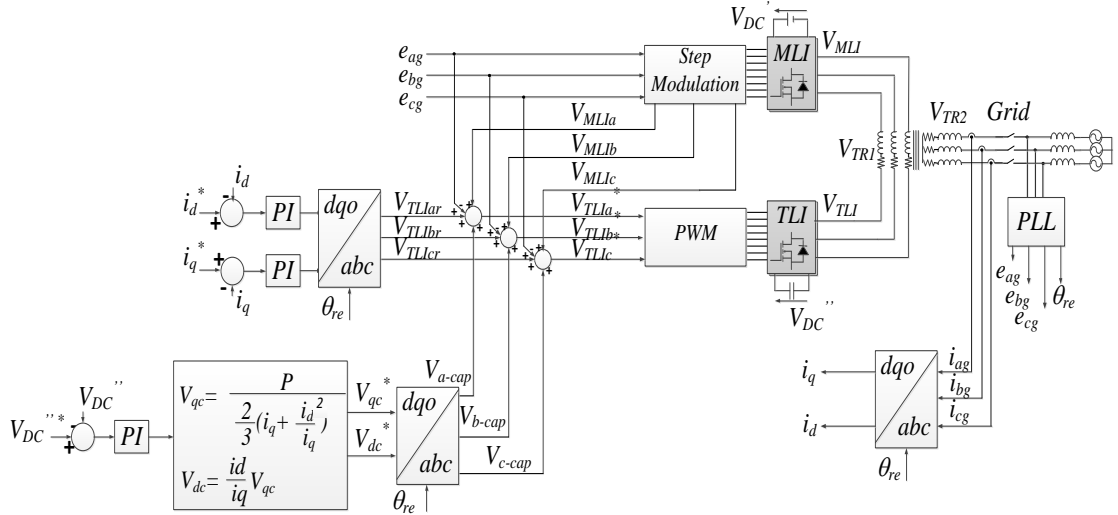 V_DC'
e_ag
e_bg
e_cg
Step
Modulation
MLI
V_MLI
V_MLIa
V_MLIb
V_MLIc
V_TR1
V_TR2
Grid
i_d
i_d*
- +
PI
dqo
abc
θ_re
i_q*
+ -
PI
i_q
V_TLIar
V_TLIbr
V_TLIcr
V_TLIa*
V_TLIb*
V_TLIc*
PWM
TLI
V_TLI
V_DC''
PLL
e_ag
e_bg
e_cg
θ_re
V_DC''
V_DC''*
- +
PI
V_qc = P / (2/3 (i_q + i_d^2 / i_q))
V_dc = id/iq V_qc
V_qc*
V_dc*
dqo
abc
θ_re
V_a-cap
V_b-cap
V_c-cap
i_q
i_d
dqo
abc
θ_re
i_ag
i_bg
i_cg